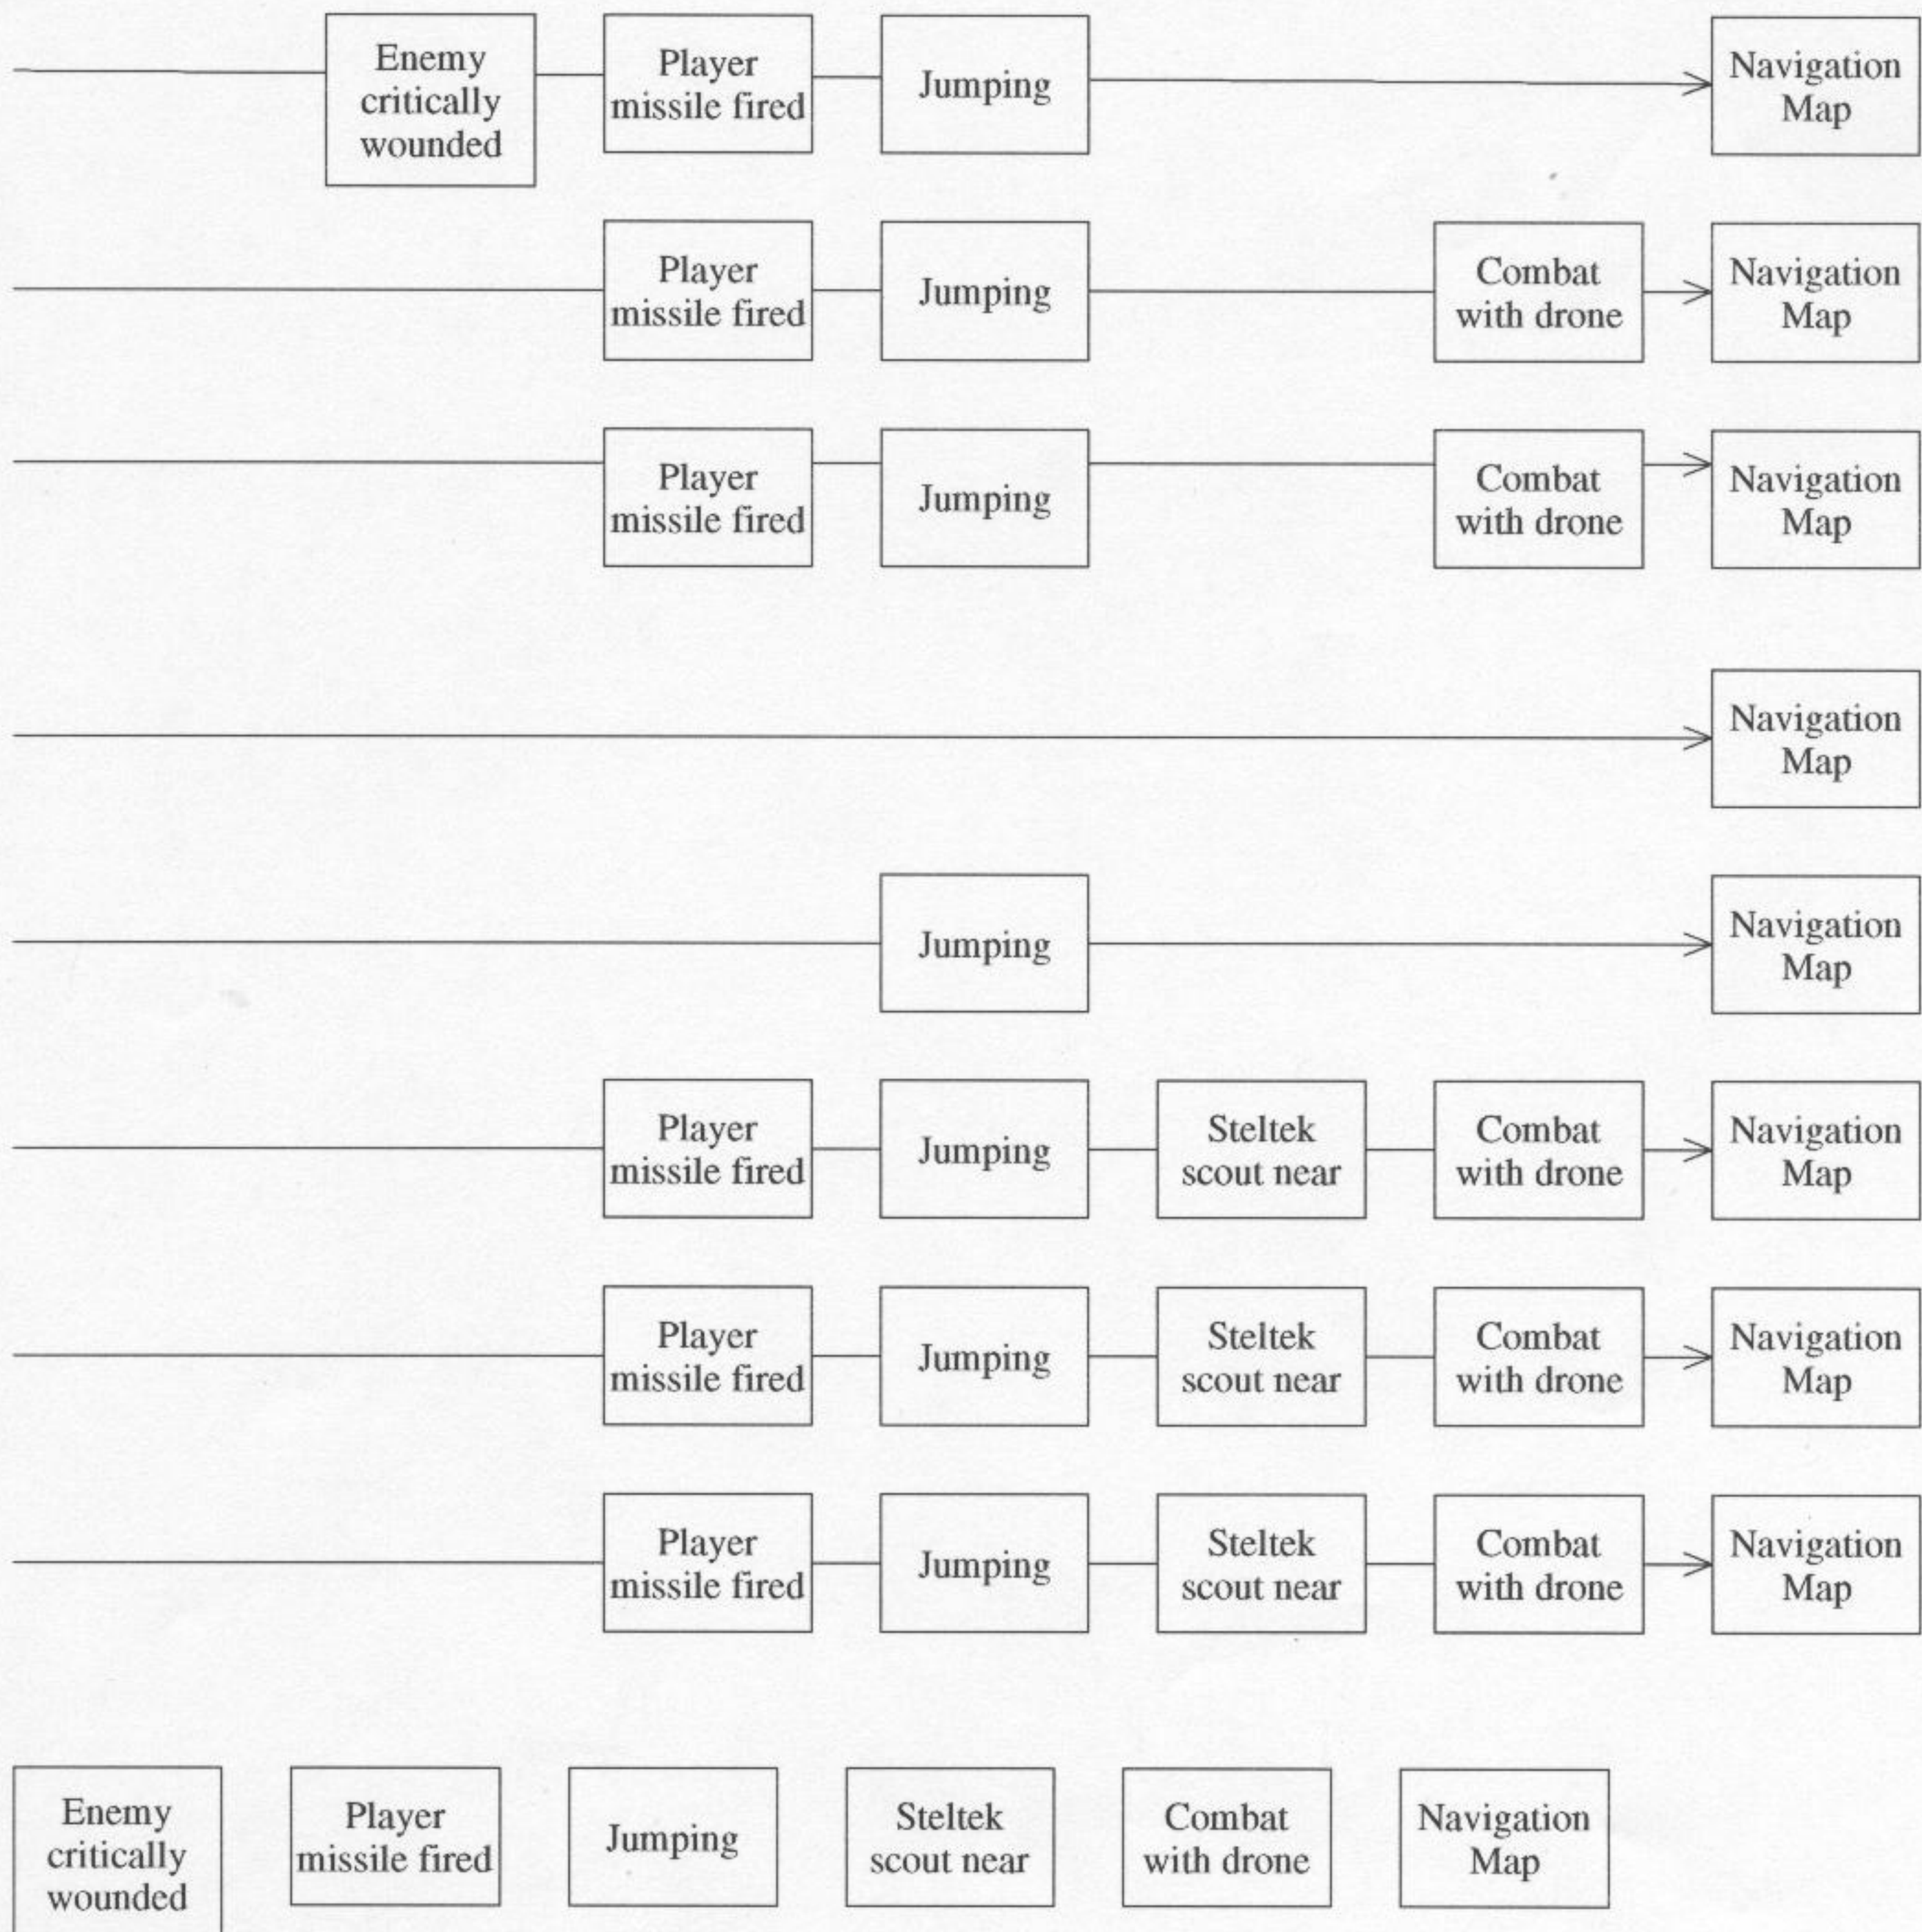 Enemy
critically
wounded
Player
missile fired
Jumping
Navigation
Map
Player
missile fired
Jumping
Combat
with drone
Navigation
Map
Player
missile fired
Jumping
Combat
with drone
Navigation
Map
Navigation
Map
Jumping
Navigation
Map
Player
missile fired
Jumping
Steltek
scout near
Combat
with drone
Navigation
Map
Player
missile fired
Jumping
Steltek
scout near
Combat
with drone
Navigation
Map
Player
missile fired
Jumping
Steltek
scout near
Combat
with drone
Navigation
Map
Enemy
critically
wounded
Player
missile fired
Jumping
Steltek
scout near
Combat
with drone
Navigation
Map